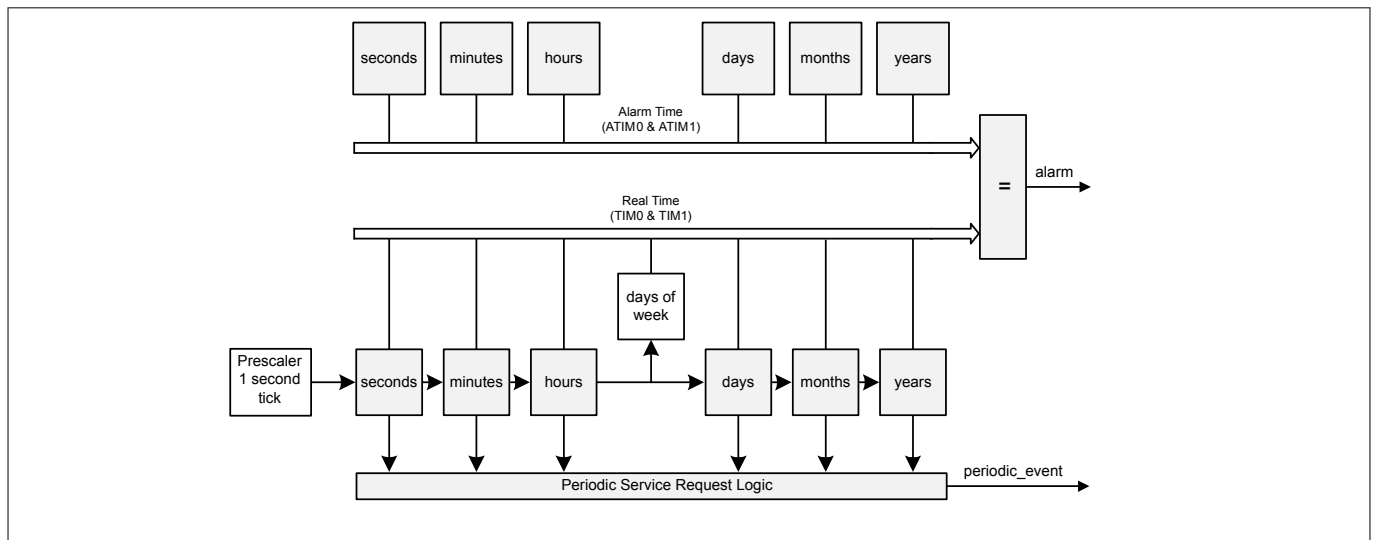 seconds
minutes
hours
days
months
years
Alarm Time
(ATIM0 & ATIM1)
=
alarm
Real Time
(TIM0 & TIM1)
days of
week
Prescaler
1 second
tick
seconds
minutes
hours
days
months
years
Periodic Service Request Logic
periodic_event